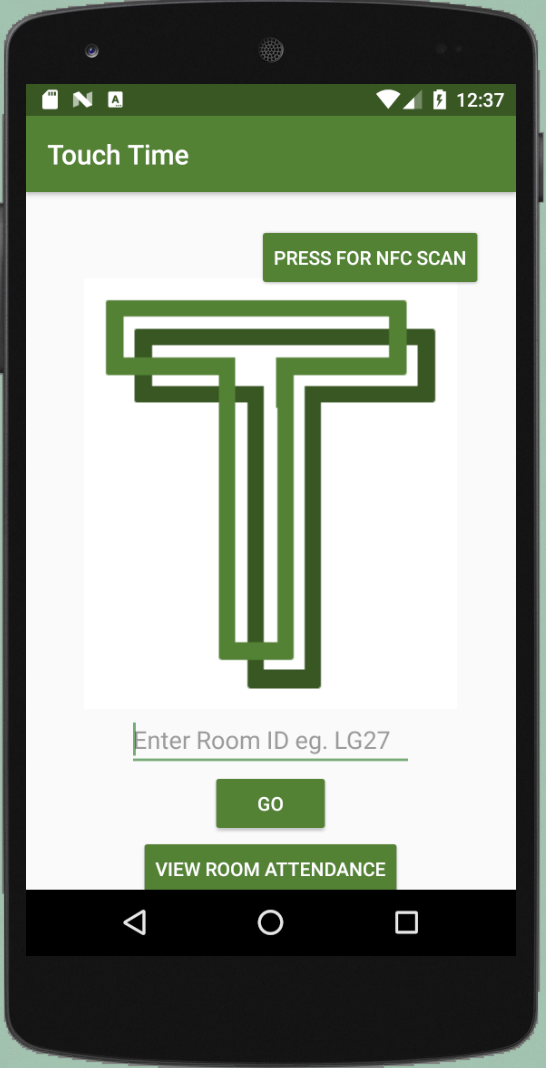 12:37
Touch Time
PRESS FOR NFC SCAN
T
Enter Room ID eg. LG27
GO
VIEW ROOM ATTENDANCE